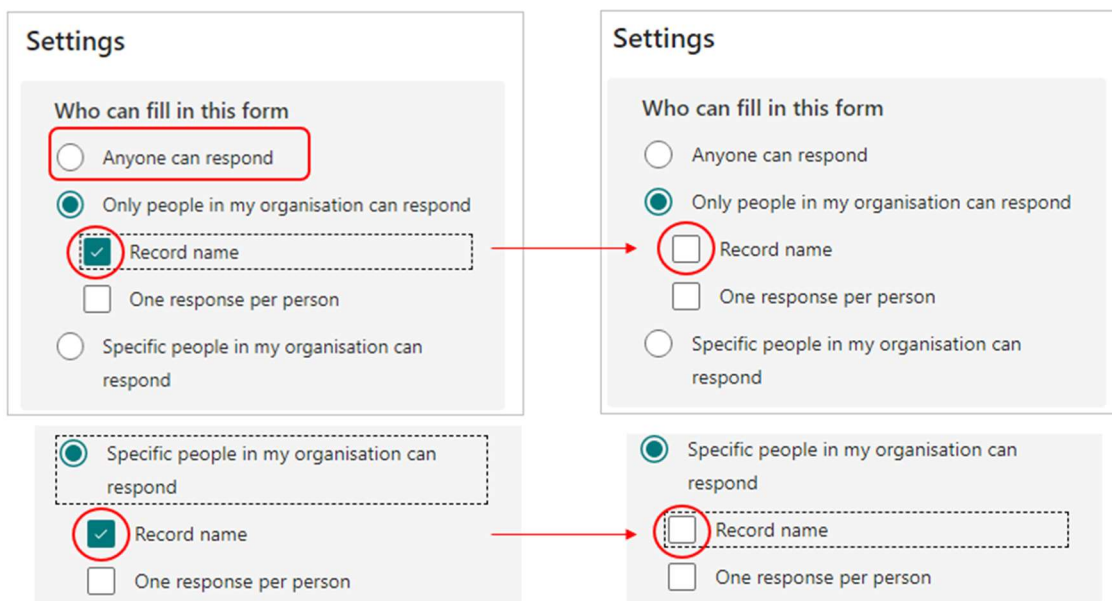 Settings
Who can fill in this form
Anyone can respond
Only people in my organisation can respond
Record name
One response per person
Specific people in my organisation can
respond
Specific people in my organisation can
respond
Record name
One response per person
Settings
Who can fill in this form
Anyone can respond
Only people in my organisation can respond
Record name
One response per person
Specific people in my organisation can
respond
Specific people in my organisation can
respond
Record name
One response per person